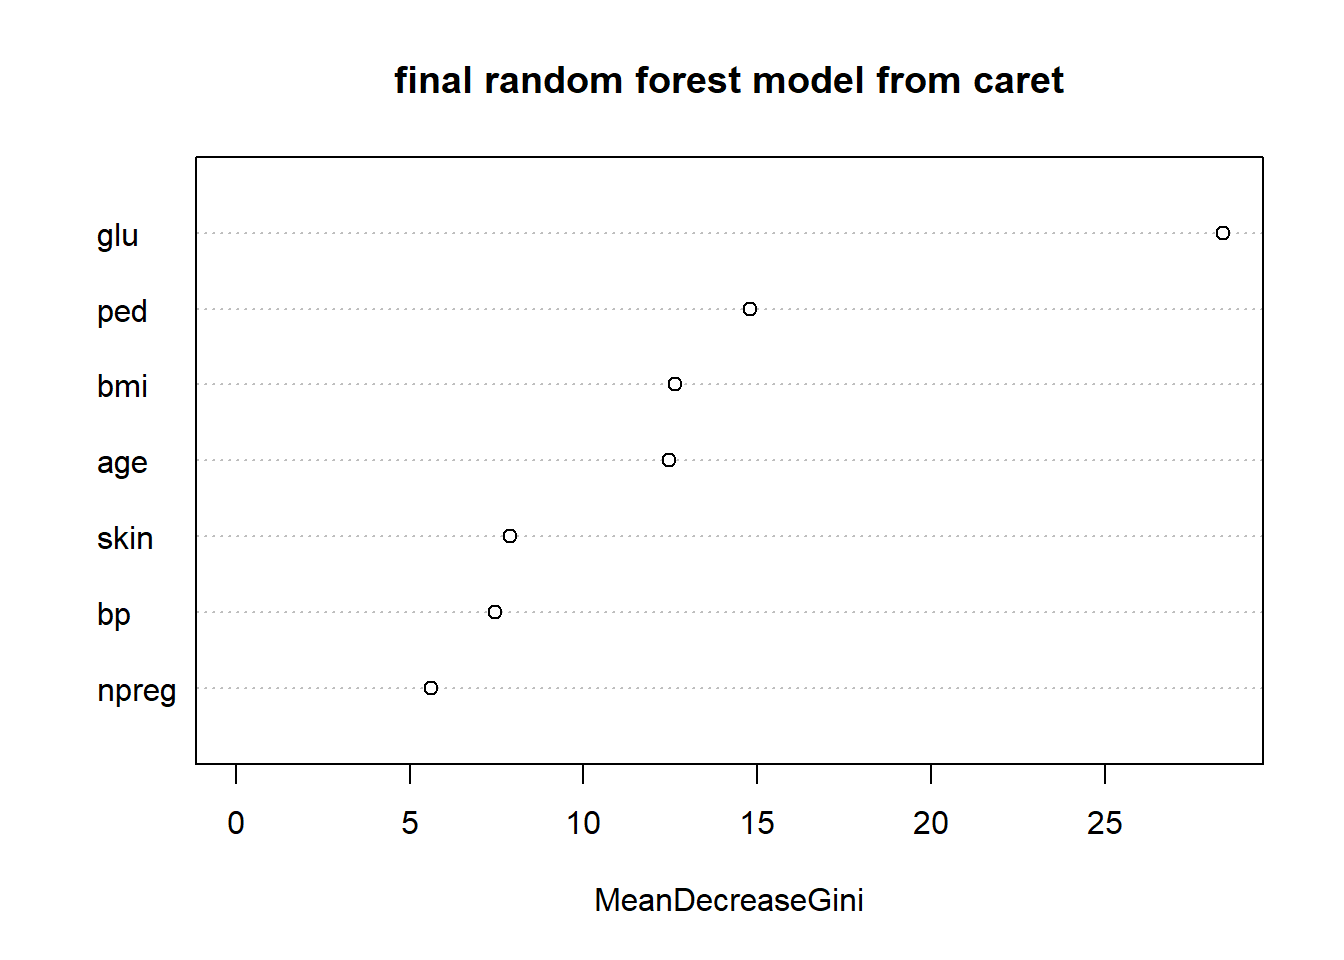 final random forest model from caret
glu
ped
bmi
age
skin
bp
npreg
0 5 10 15 20 25
MeanDecreaseGini